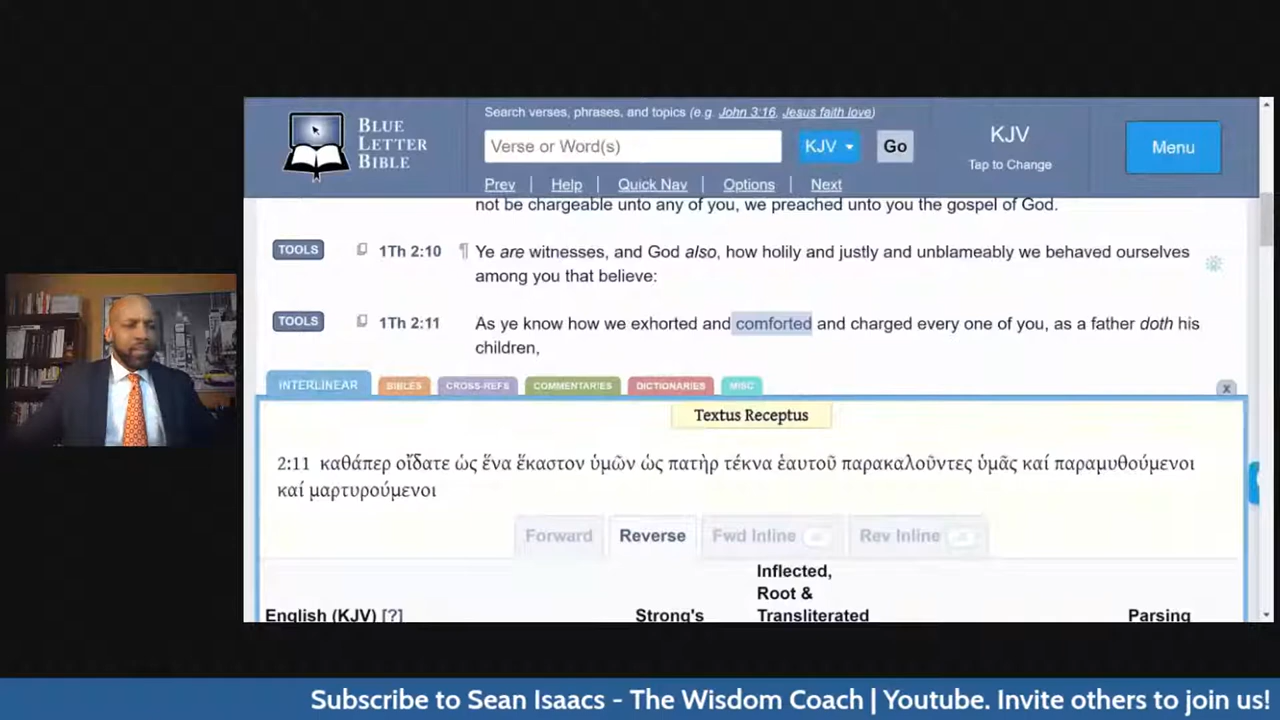 BLUE
LETTER
BIBLE
Search verses, phrases, and topics (e.g. John 3:16, Jesus faith love)
Verse or Word(s)
KJV
Go
KJV
Tap to Change
Menu
Prev | Help | Quick Nav | Options | Next
not be chargeable unto any of you, we preached unto you the gospel of God.
TOOLS 1Th 2:10 ¶ Ye are witnesses, and God also, how holily and justly and unblameably we behaved ourselves
among you that believe:
TOOLS 1Th 2:11 As ye know how we exhorted and comforted and charged every one of you, as a father doth his
children,
INTERLINEAR BIBLES CROSS-REFS COMMENTARIES DICTIONARIES MISC x
Textus Receptus
2:11 καθάπερ οἴδατε ὡς ἕνα ἕκαστον ὑμῶν ὡς πατὴρ τέκνα ἑαυτοῦ παρακαλοῦντες ὑμᾶς καί παραμυθούμενοι
καί μαρτυρούμενοι
Forward Reverse Fwd Inline Rev Inline
Inflected,
Root &
English (KJV) [?] Strong's Transliterated Parsing
Subscribe to Sean Isaacs - The Wisdom Coach | Youtube. Invite others to join us!